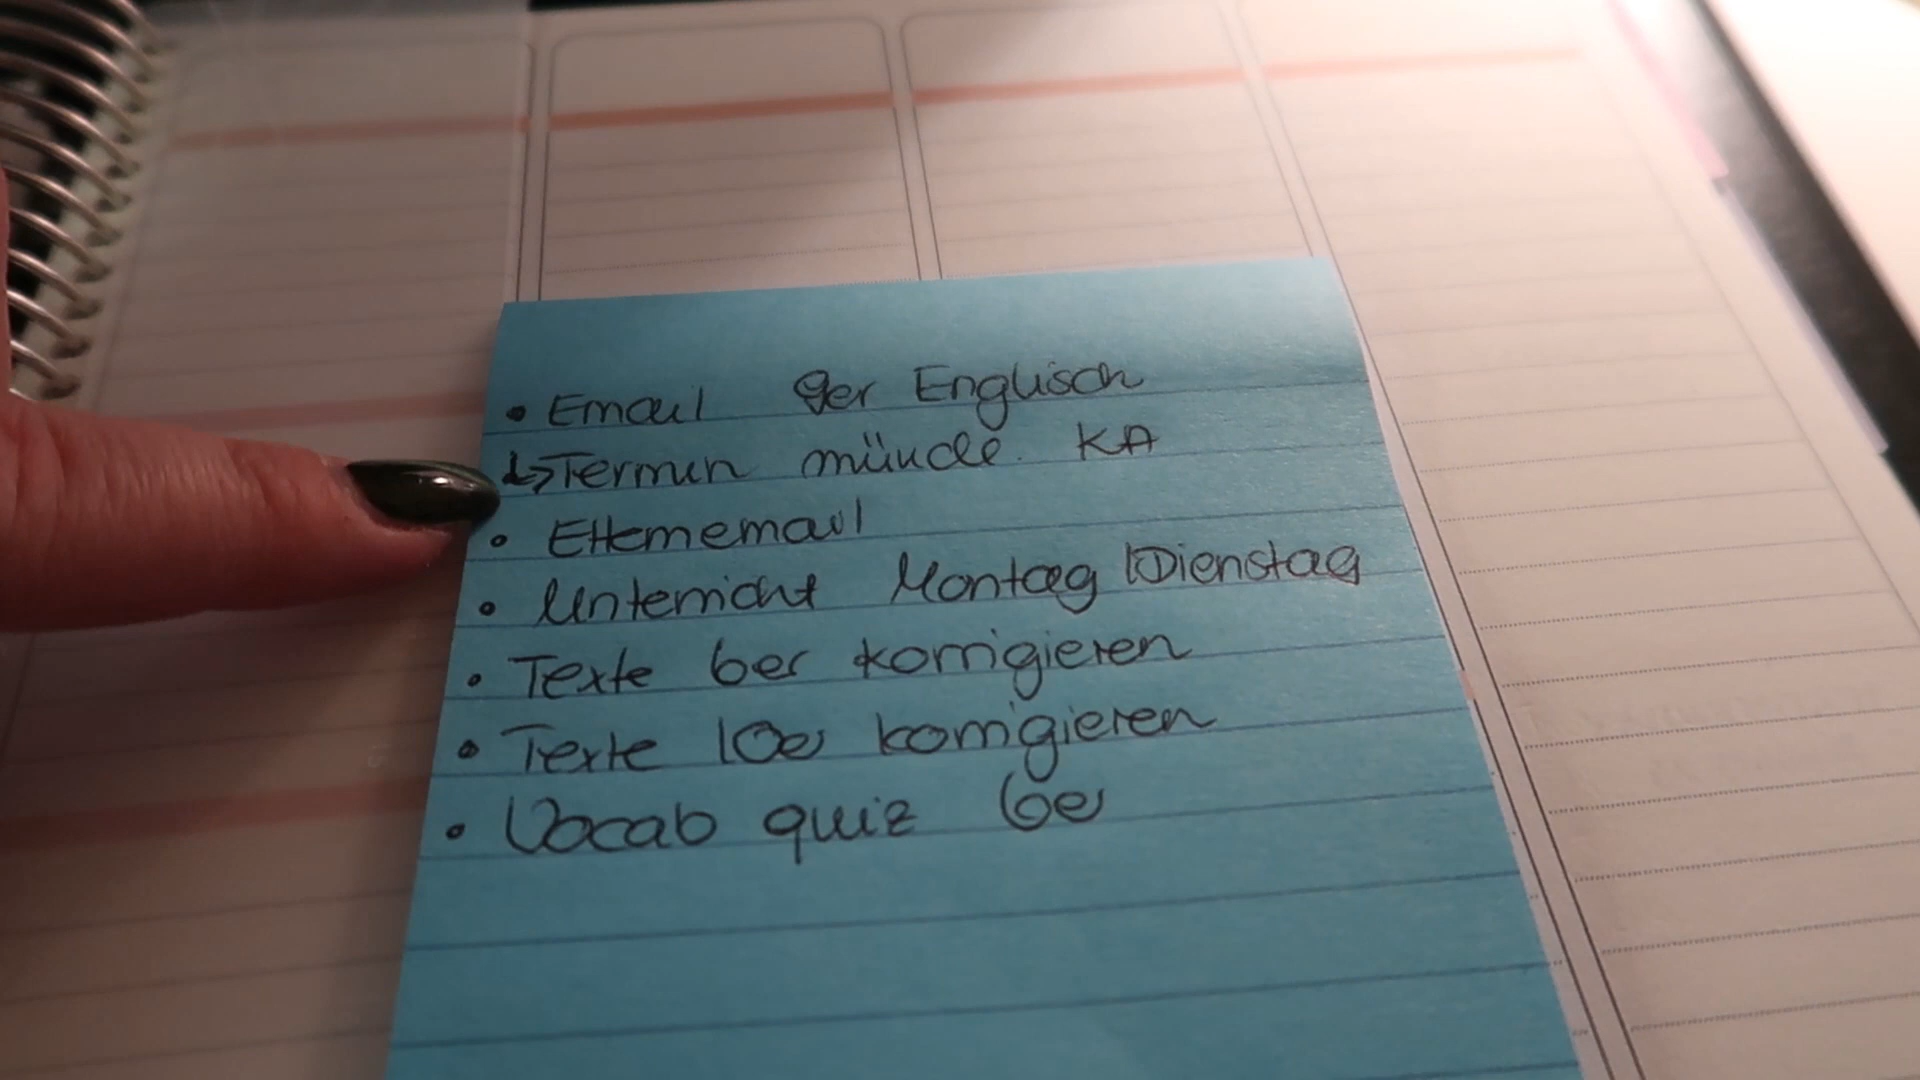 • Email 9er Englisch
↳ Termin mündl. KA
• Elternemail
• Unterricht Montag | Dienstag
• Texte 6er korrigieren
• Texte 10er korrigieren
• Vocab quiz 6er